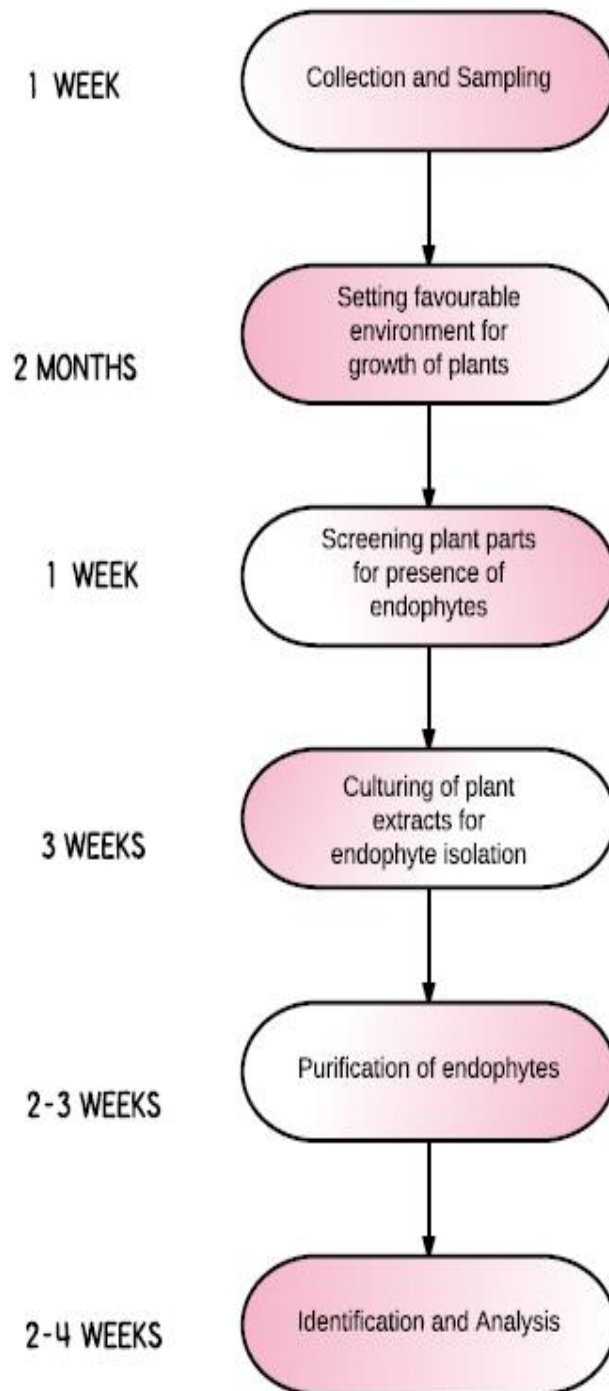 1 WEEK
Collection and Sampling
Setting favourable
environment for
growth of plants
2 MONTHS
Screening plant parts
for presence of
endophytes
1 WEEK
Culturing of plant
extracts for
endophyte isolation
3 WEEKS
Purification of endophytes
2-3 WEEKS
Identification and Analysis
2-4 WEEKS